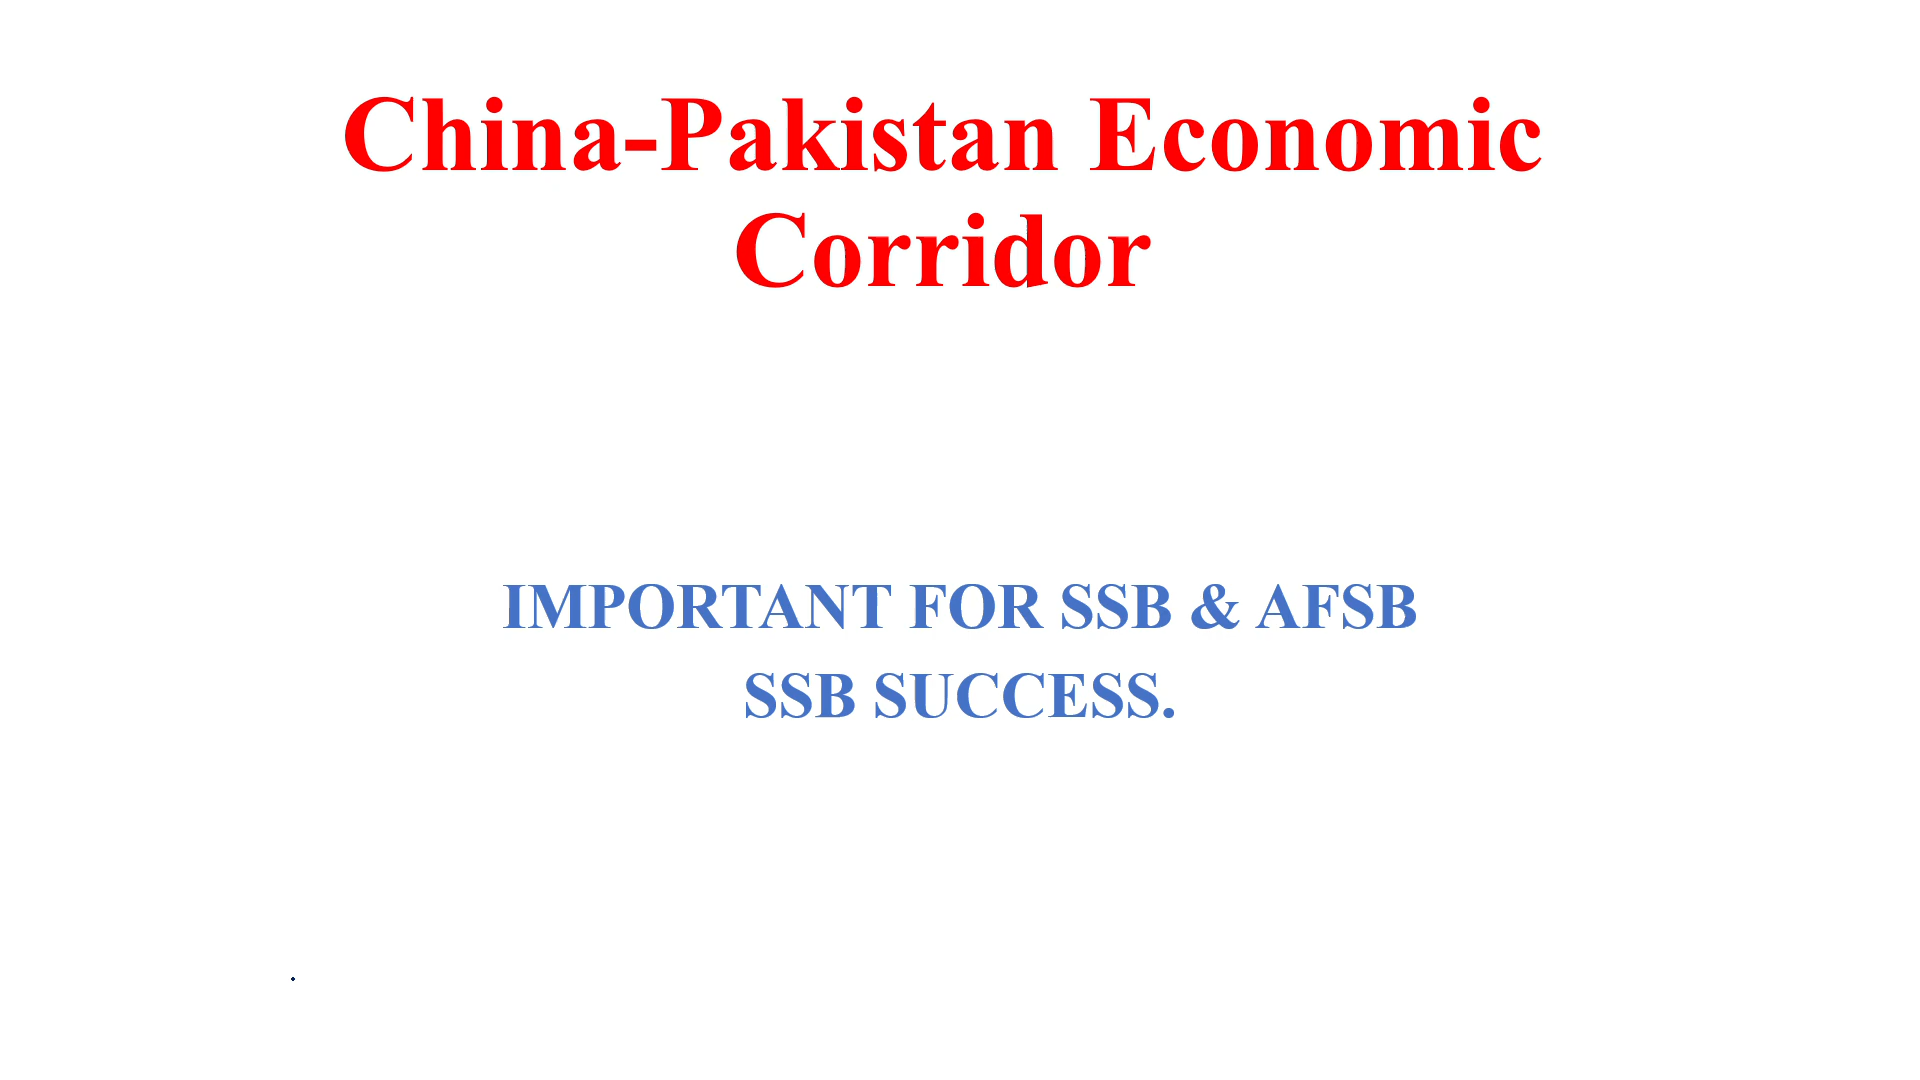 China-Pakistan Economic
Corridor
IMPORTANT FOR SSB & AFSB
SSB SUCCESS.
.